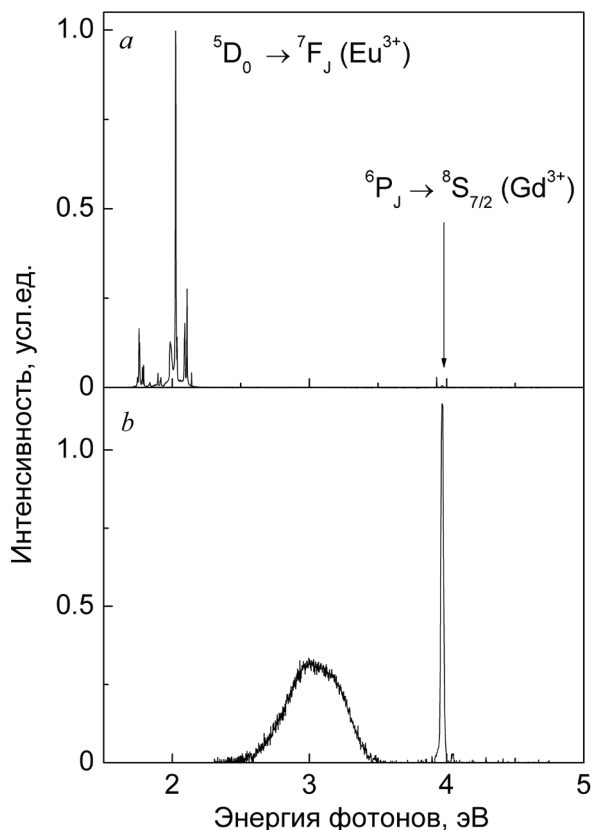 1.0
a
⁵D₀ → ⁷F_J (Eu³⁺)
⁶P_J → ⁸S₇/₂ (Gd³⁺)
0.5
0
Интенсивность, усл.ед.
b
1.0
0.5
0
2 3 4 5
Энергия фотонов, эВ